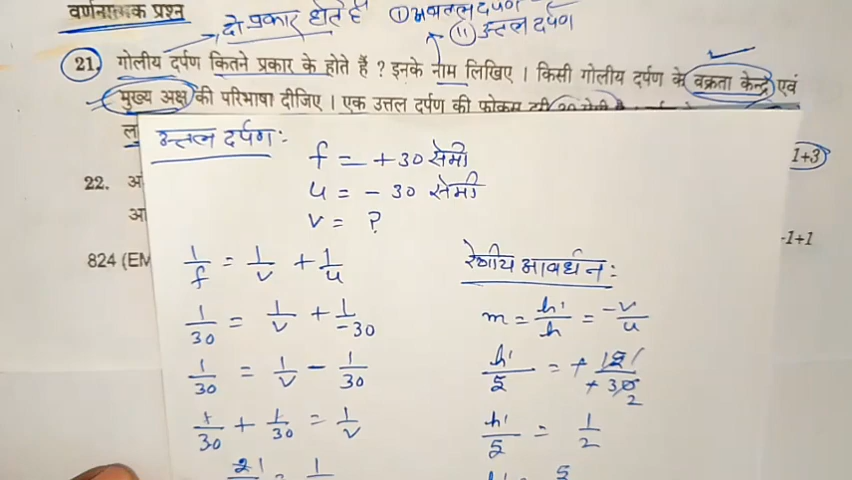 वर्णनात्मक प्रश्न
दो प्रकार होते हैं
(i) अवतल दर्पण
(ii) उत्तल दर्पण
21. गोलीय दर्पण कितने प्रकार के होते हैं ? इनके नाम लिखिए । किसी गोलीय दर्पण के वक्रता केन्द्र एवं
मुख्य अक्ष की परिभाषा दीजिए । एक उत्तल दर्पण की फोकस
1+3
22. अ
आ
-1+1
824 (EM
उत्तल दर्पण:
f = +30 सेमी
u = - 30 सेमी
v = ?
1/f = 1/v + 1/u
1/30 = 1/v + 1/-30
1/30 = 1/v - 1/30
1/30 + 1/30 = 1/v
रेखीय आवर्धन:
m = h'/h = -v/u
h'/5 = + 15/+30
h'/5 = 1/2